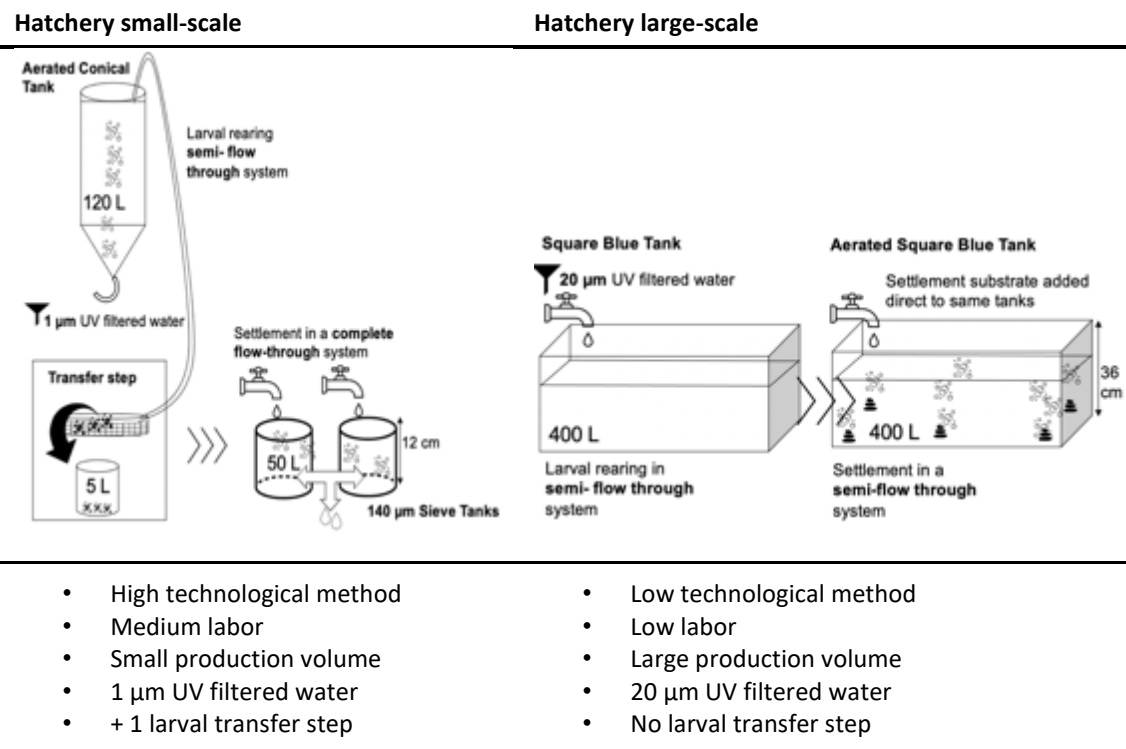 Hatchery small-scale
Hatchery large-scale
Aerated Conical
Tank
Larval rearing
semi- flow
through system
120 L
1 µm UV filtered water
Transfer step
5 L
Settlement in a complete
flow-through system
50 L
12 cm
140 µm Sieve Tanks
Square Blue Tank
20 µm UV filtered water
400 L
Larval rearing in
semi- flow through
system
Aerated Square Blue Tank
Settlement substrate added
direct to same tanks
36
cm
400 L
Settlement in a
semi-flow through
system
• High technological method
• Medium labor
• Small production volume
• 1 µm UV filtered water
• + 1 larval transfer step
• Low technological method
• Low labor
• Large production volume
• 20 µm UV filtered water
• No larval transfer step